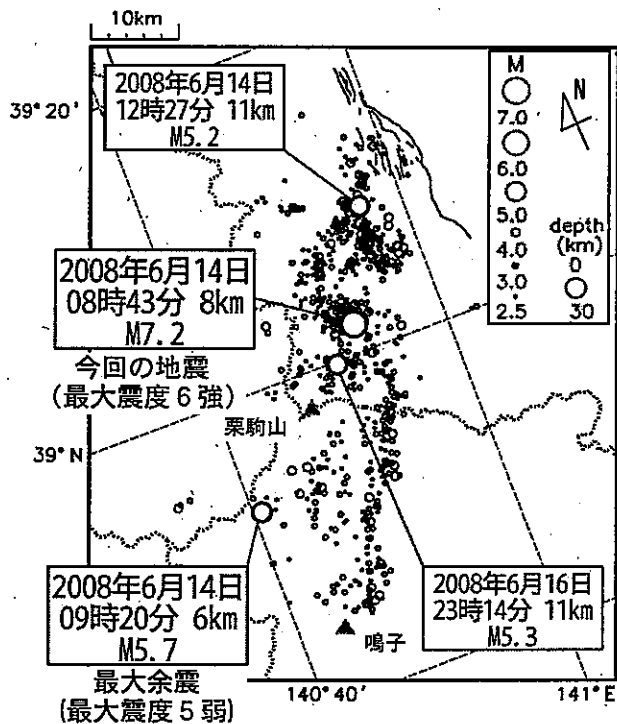 10km
39°20'
2008年6月14日
12時27分 11km
M5.2
M
7.0
6.0
5.0
4.0
3.0
2.5
N
depth
(km)
0
30
2008年6月14日
08時43分 8km
M7.2
今回の地震
(最大震度6強)
栗駒山
39°N
2008年6月14日
09時20分 6km
M5.7
最大余震
(最大震度5弱)
2008年6月16日
23時14分 11km
M5.3
鳴子
140°40'
141°E